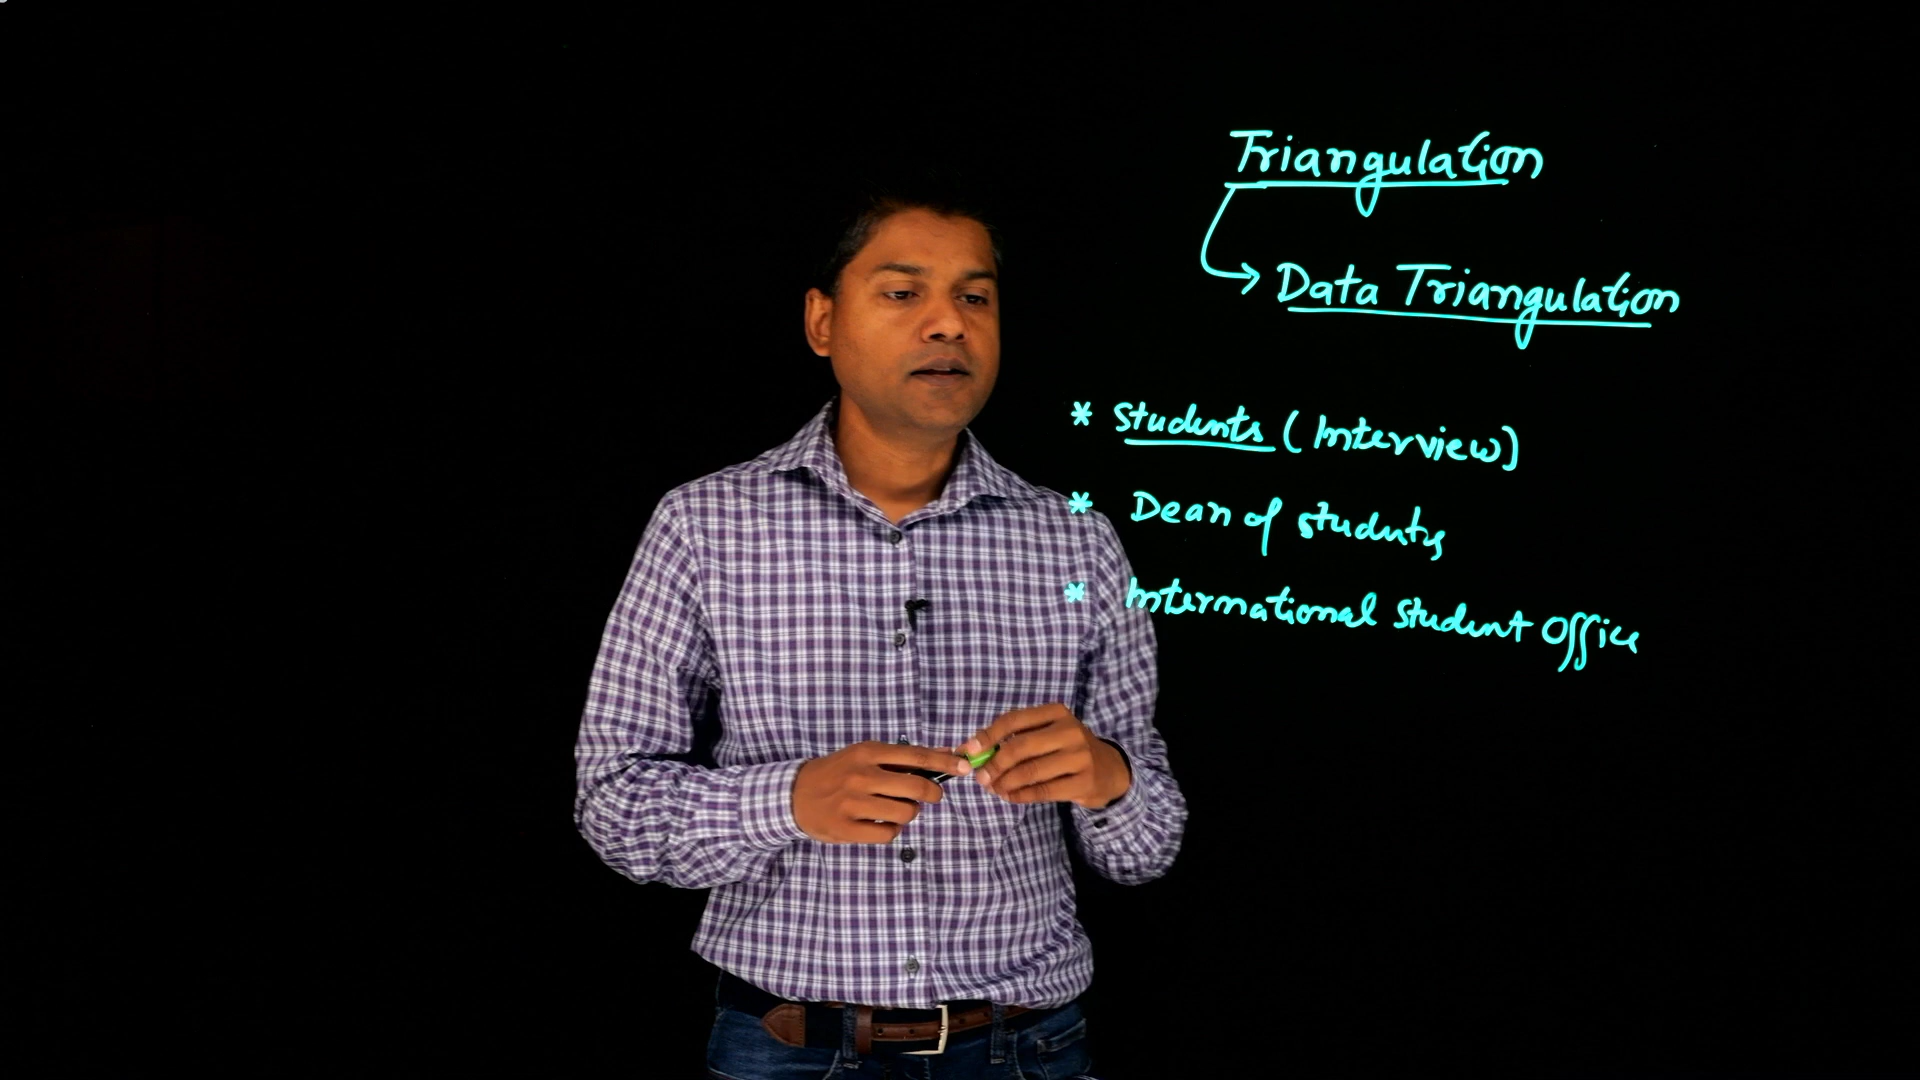 Triangulation
Data Triangulation
* Students (Interview)
* Dean of students
* International Student Office